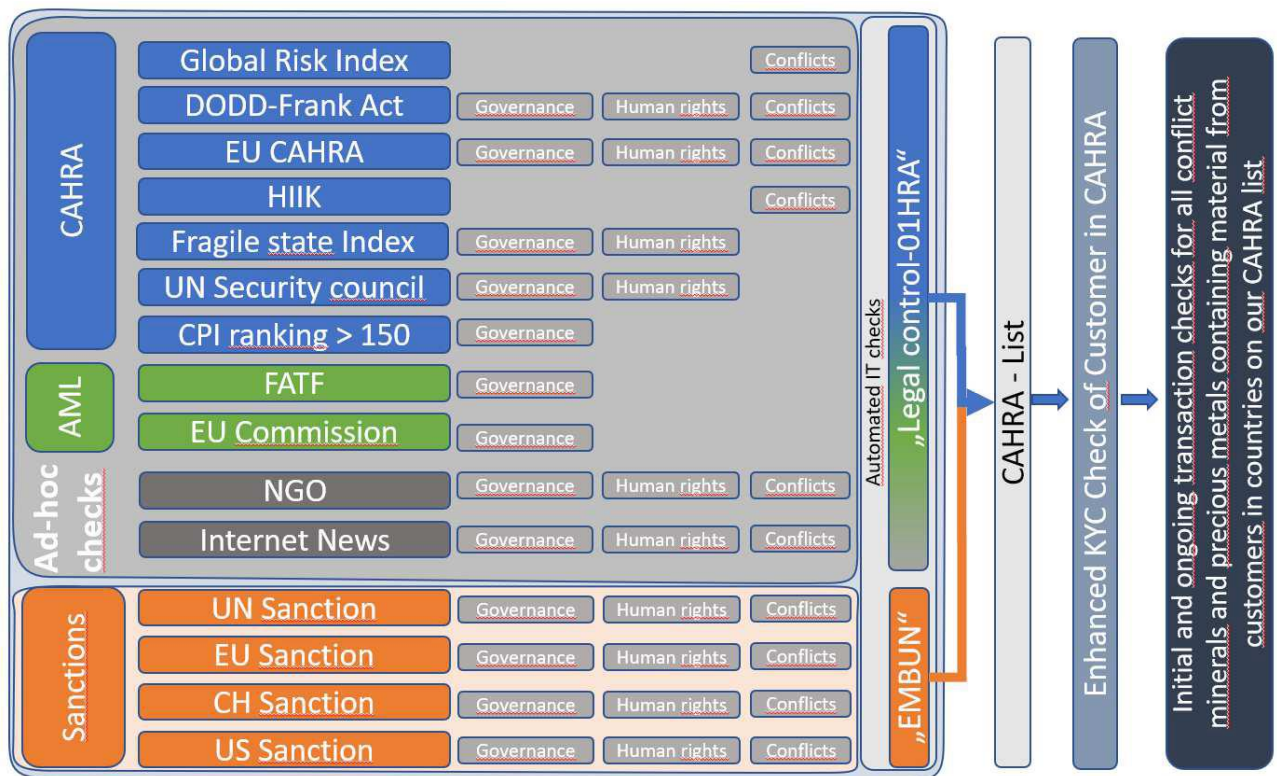 CAHRA
Global Risk Index
Conflicts
DODD-Frank Act
Governance
Human rights
Conflicts
EU CAHRA
Governance
Human rights
Conflicts
HIIK
Conflicts
Fragile state Index
Governance
Human rights
UN Security council
Governance
Human rights
CPI ranking > 150
Governance
AML
FATF
Governance
EU Commission
Governance
Ad-hoc
checks
NGO
Governance
Human rights
Conflicts
Internet News
Governance
Human rights
Conflicts
Sanctions
UN Sanction
Governance
Human rights
Conflicts
EU Sanction
Governance
Human rights
Conflicts
CH Sanction
Governance
Human rights
Conflicts
US Sanction
Governance
Human rights
Conflicts
Automated IT checks
„Legal control-01HRA“
„EMBUN“
CAHRA - List
Enhanced KYC Check of Customer in CAHRA
Initial and ongoing transaction checks for all conflict
minerals and precious metals containing material from
customers in countries on our CAHRA list